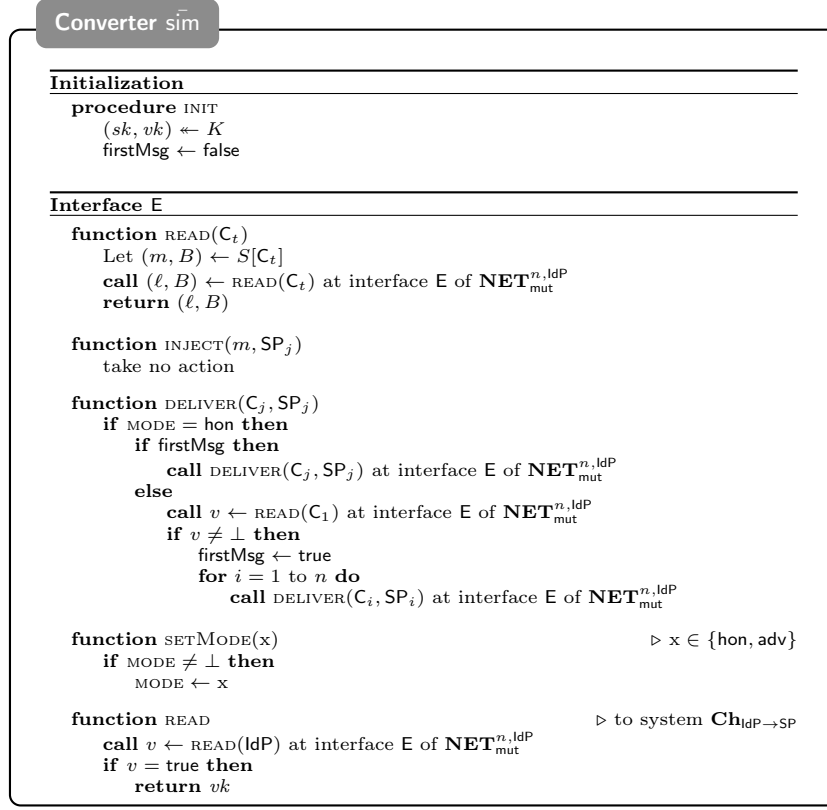 Converter sim̄
Initialization
procedure INIT
(sk, vk) ↞ K
firstMsg ← false
Interface E
function READ(C_t)
Let (m, B) ← S[C_t]
call (ℓ, B) ← READ(C_t) at interface E of NET^{n,IdP}_{mut}
return (ℓ, B)
function INJECT(m, SP_j)
take no action
function DELIVER(C_j, SP_j)
if MODE = hon then
if firstMsg then
call DELIVER(C_j, SP_j) at interface E of NET^{n,IdP}_{mut}
else
call v ← READ(C_1) at interface E of NET^{n,IdP}_{mut}
if v ≠ ⊥ then
firstMsg ← true
for i = 1 to n do
call DELIVER(C_i, SP_i) at interface E of NET^{n,IdP}_{mut}
function SETMODE(x) ▷ x ∈ {hon, adv}
if MODE ≠ ⊥ then
MODE ← x
function READ ▷ to system Ch_{IdP→SP}
call v ← READ(IdP) at interface E of NET^{n,IdP}_{mut}
if v = true then
return vk